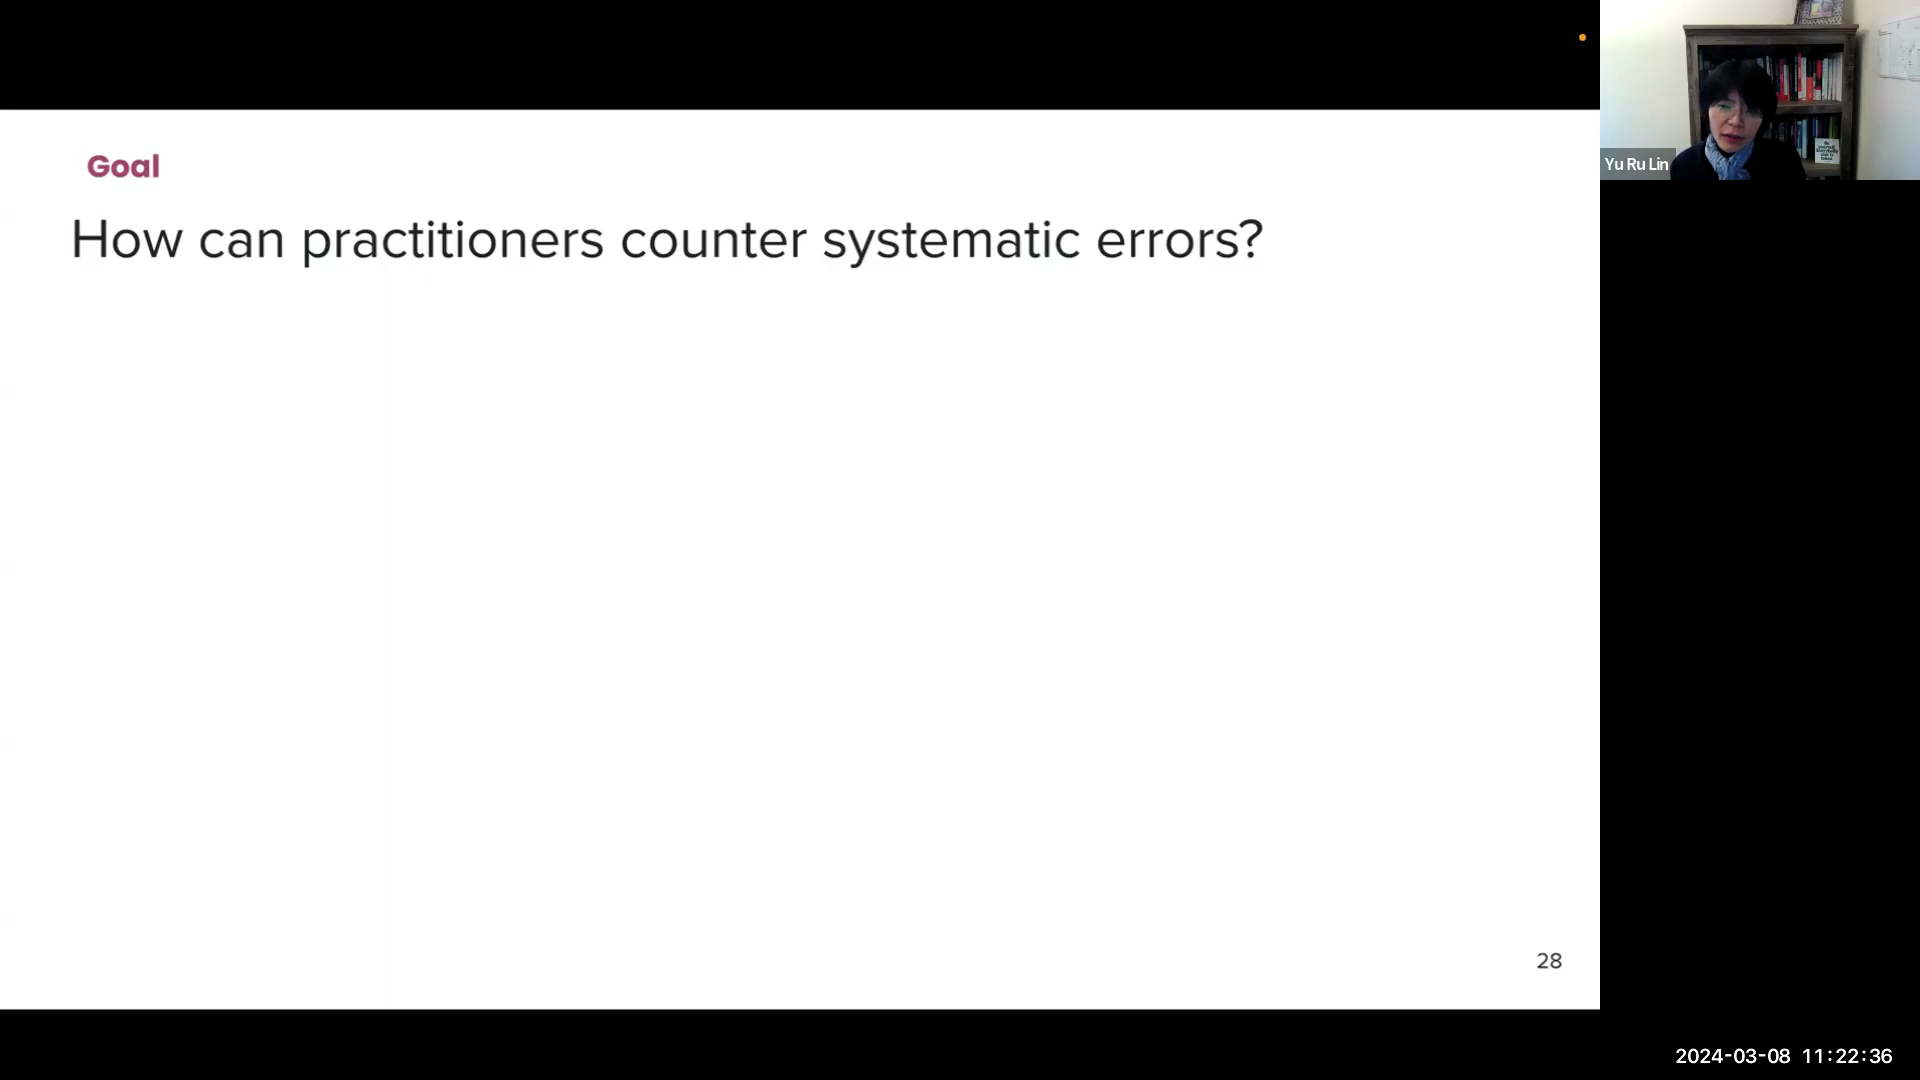 Goal
How can practitioners counter systematic errors?
28
Yu Ru Lin
2024-03-08 11:22:36